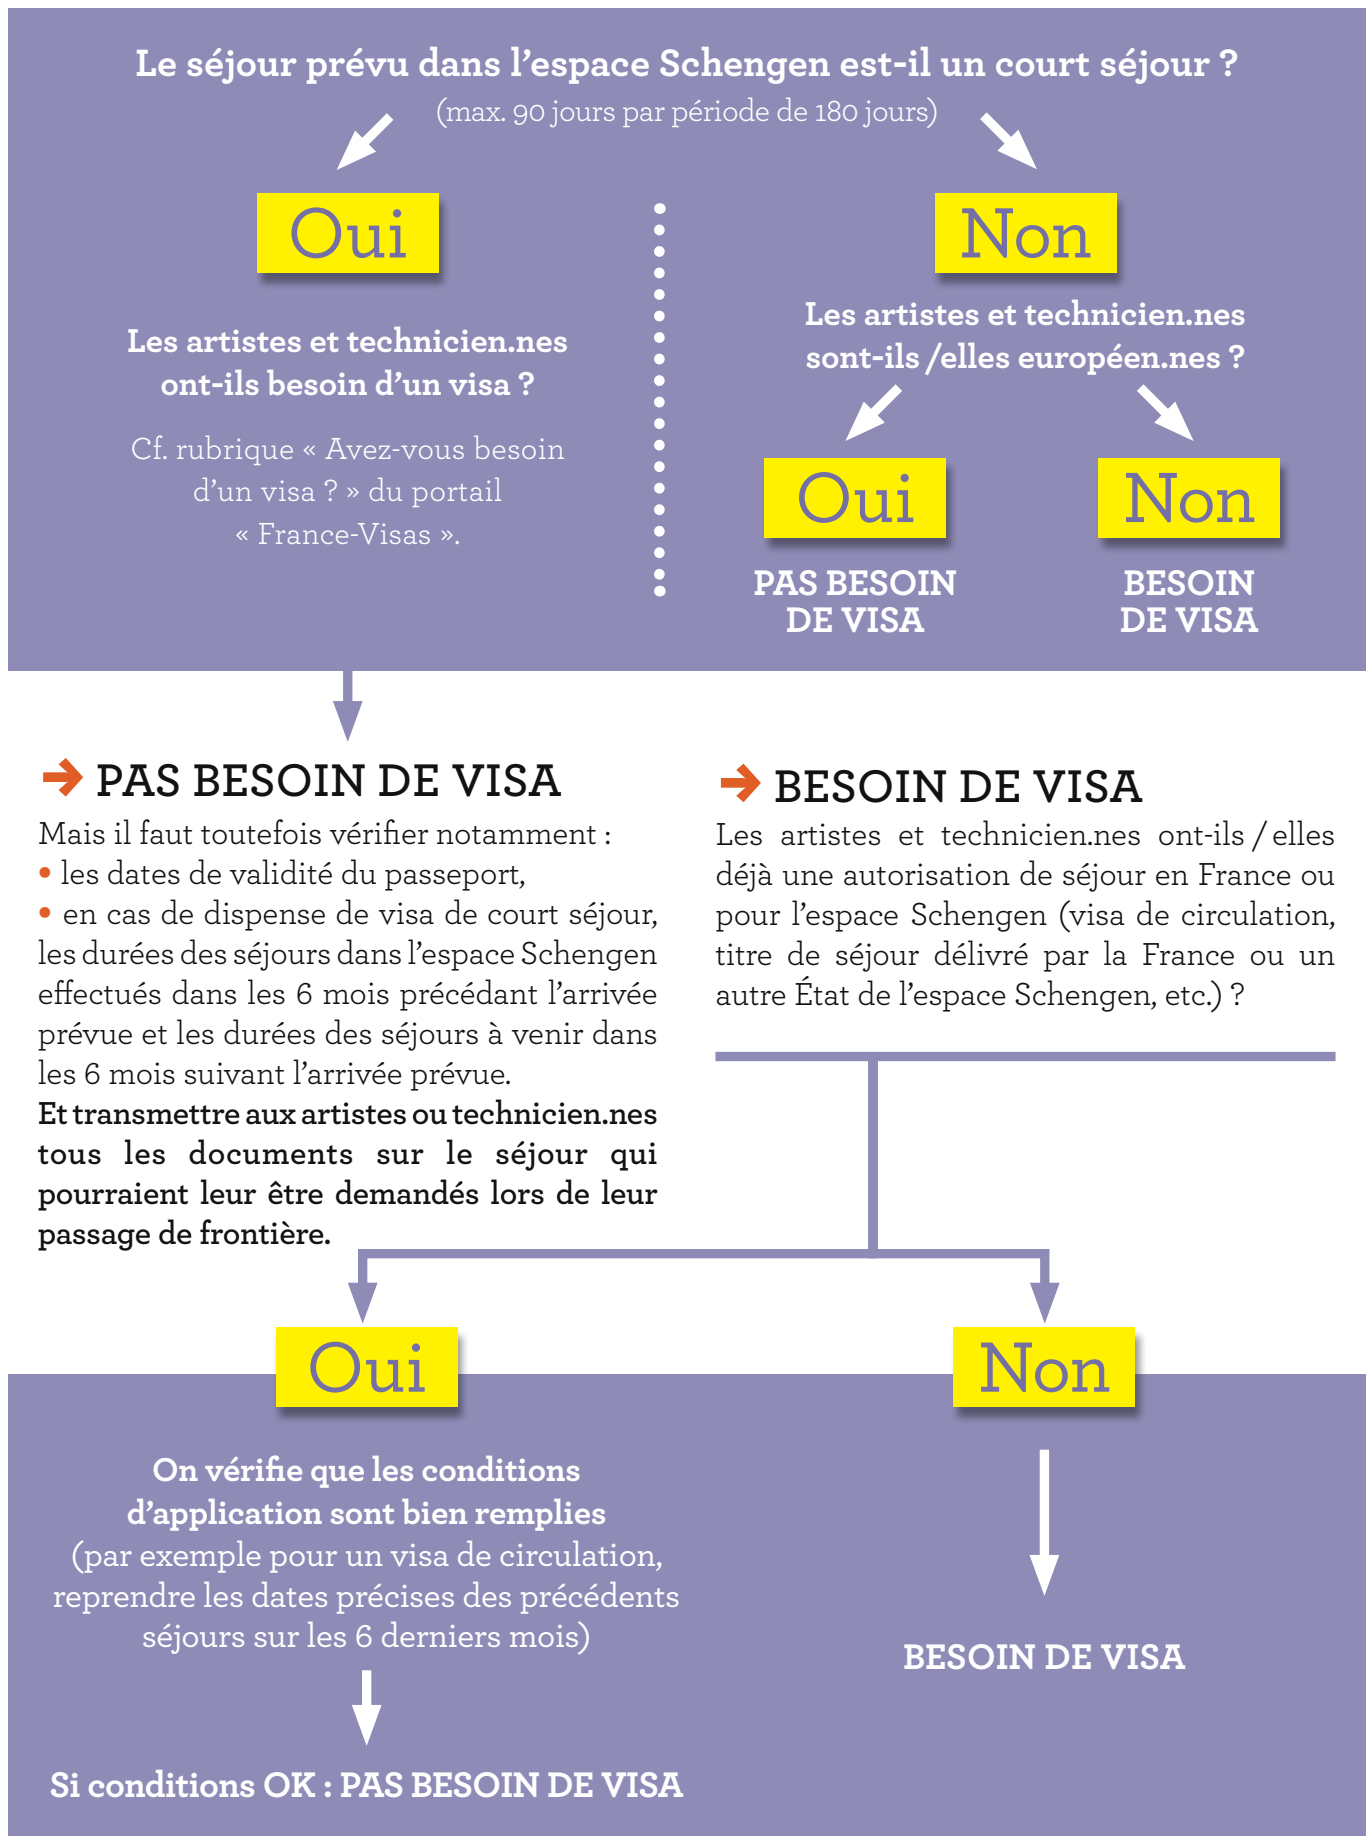 Le séjour prévu dans l’espace Schengen est-il un court séjour ?
(max. 90 jours par période de 180 jours)
Oui
Les artistes et technicien.nes
ont-ils besoin d’un visa ?
Cf. rubrique « Avez-vous besoin
d’un visa ? » du portail
« France-Visas ».
Non
Les artistes et technicien.nes
sont-ils /elles européen.nes ?
Oui
PAS BESOIN
DE VISA
Non
BESOIN
DE VISA
PAS BESOIN DE VISA
Mais il faut toutefois vérifier notamment :
• les dates de validité du passeport,
• en cas de dispense de visa de court séjour,
les durées des séjours dans l’espace Schengen
effectués dans les 6 mois précédant l’arrivée
prévue et les durées des séjours à venir dans
les 6 mois suivant l’arrivée prévue.
Et transmettre aux artistes ou technicien.nes
tous les documents sur le séjour qui
pourraient leur être demandés lors de leur
passage de frontière.
BESOIN DE VISA
Les artistes et technicien.nes ont-ils / elles
déjà une autorisation de séjour en France ou
pour l’espace Schengen (visa de circulation,
titre de séjour délivré par la France ou un
autre État de l’espace Schengen, etc.) ?
Oui
On vérifie que les conditions
d’application sont bien remplies
(par exemple pour un visa de circulation,
reprendre les dates précises des précédents
séjours sur les 6 derniers mois)
Si conditions OK : PAS BESOIN DE VISA
Non
BESOIN DE VISA